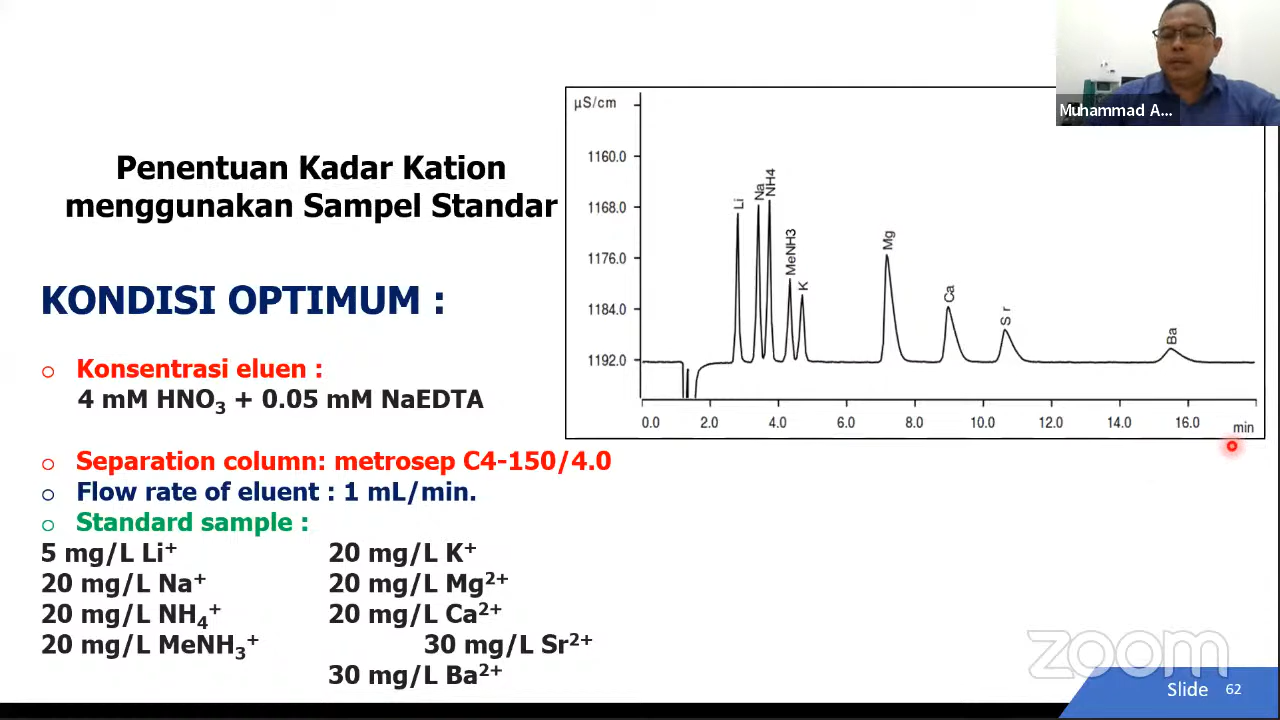 Muhammad A...
Penentuan Kadar Kation
menggunakan Sampel Standar
KONDISI OPTIMUM :
o Konsentrasi eluen :
4 mM HNO₃ + 0.05 mM NaEDTA
o Separation column: metrosep C4-150/4.0
o Flow rate of eluent : 1 mL/min.
o Standard sample :
5 mg/L Li⁺ 20 mg/L K⁺
20 mg/L Na⁺ 20 mg/L Mg²⁺
20 mg/L NH₄⁺ 20 mg/L Ca²⁺
20 mg/L MeNH₃⁺ 30 mg/L Sr²⁺
30 mg/L Ba²⁺
µS/cm
1160.0
1168.0
1176.0
1184.0
1192.0
Li
Na
NH4
MeNH3
K
Mg
Ca
S r
Ba
0.0 2.0 4.0 6.0 8.0 10.0 12.0 14.0 16.0 min
zoom
Slide 62